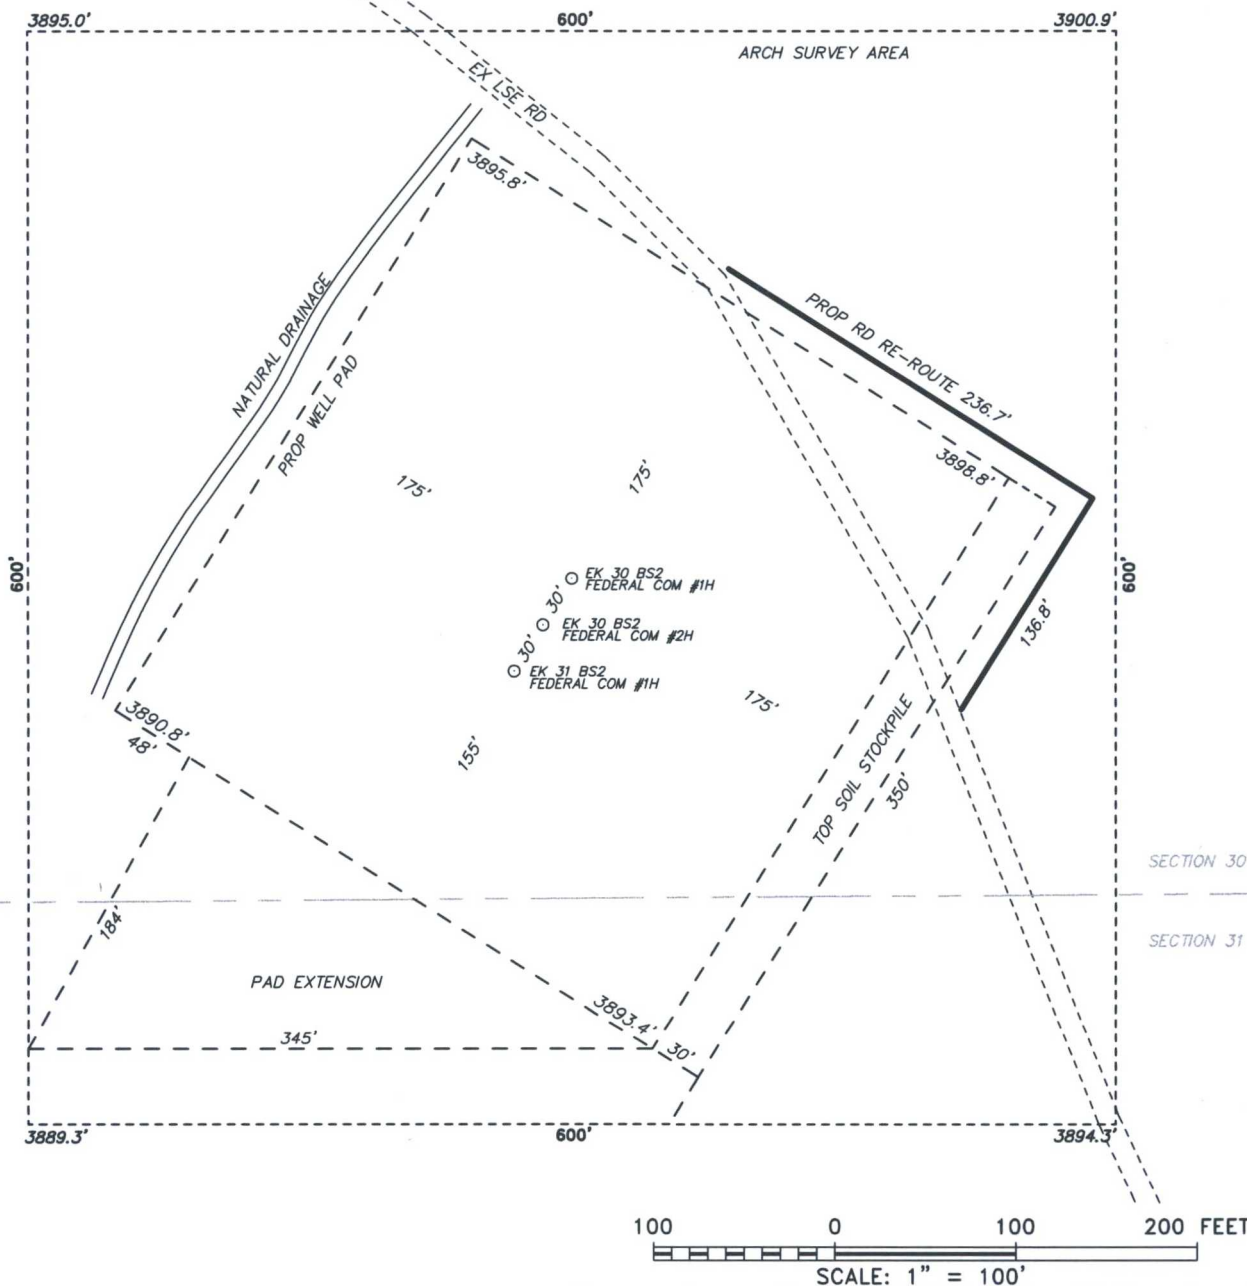 3895.0'
600'
3900.9'
ARCH SURVEY AREA
EX LSE RD
3895.8'
NATURAL DRAINAGE
PROP WELL PAD
PROP RD RE-ROUTE 236.7'
3898.8'
175'
175'
600'
600'
EK 30 BS2
FEDERAL COM #1H
30'
EK 30 BS2
FEDERAL COM #2H
30'
EK 31 BS2
FEDERAL COM #1H
136.8'
175'
3890.8'
48'
155'
TOP SOIL STOCKPILE
350'
SECTION 30
184'
SECTION 31
PAD EXTENSION
3893.4'
345'
30'
3889.3'
600'
3894.3'
100 0 100 200 FEET
SCALE: 1" = 100'